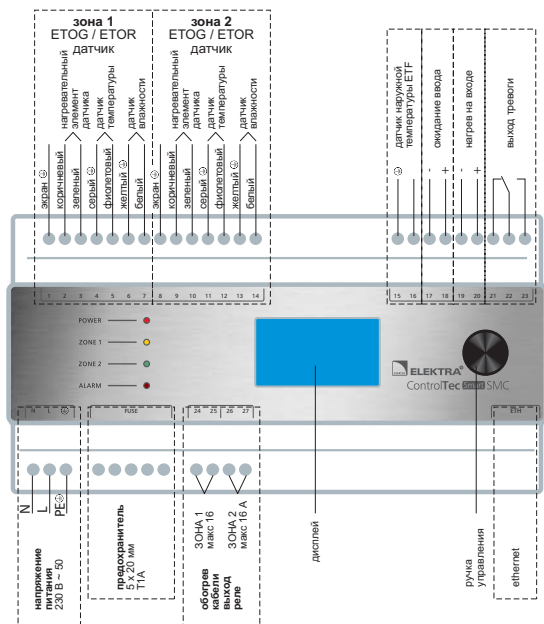 зона 1
ETOG / ETOR
датчик
зона 2
ETOG / ETOR
датчик
экран
коричневый
зеленый
нагревательный
элемент
датчика
серый
фиолетовый
датчик
температуры
желтый
белый
датчик
влажности
экран
коричневый
зеленый
нагревательный
элемент
датчика
серый
фиолетовый
датчик
температуры
желтый
белый
датчик
влажности
датчик наружной
температуры ETF
ожидание ввода
- +
нагрев на входе
- +
выход тревоги
1 2 3 4 5 6 7 8 9 10 11 12 13 14
15 16 17 18 19 20 21 22 23
POWER
ZONE 1
ZONE 2
ALARM
ELEKTRA®
ControlTec Smart SMC
N L
FUSE
24 25 26 27
ETH
N
L
PE
ЗОНА 1
макс 16
ЗОНА 2
макс 16 А
напряжение
питания
230 В ~ 50
предохранитель
5 x 20 мм
T1A
обогрев
кабели
выход
реле
дисплей
ручка
управления
ethernet